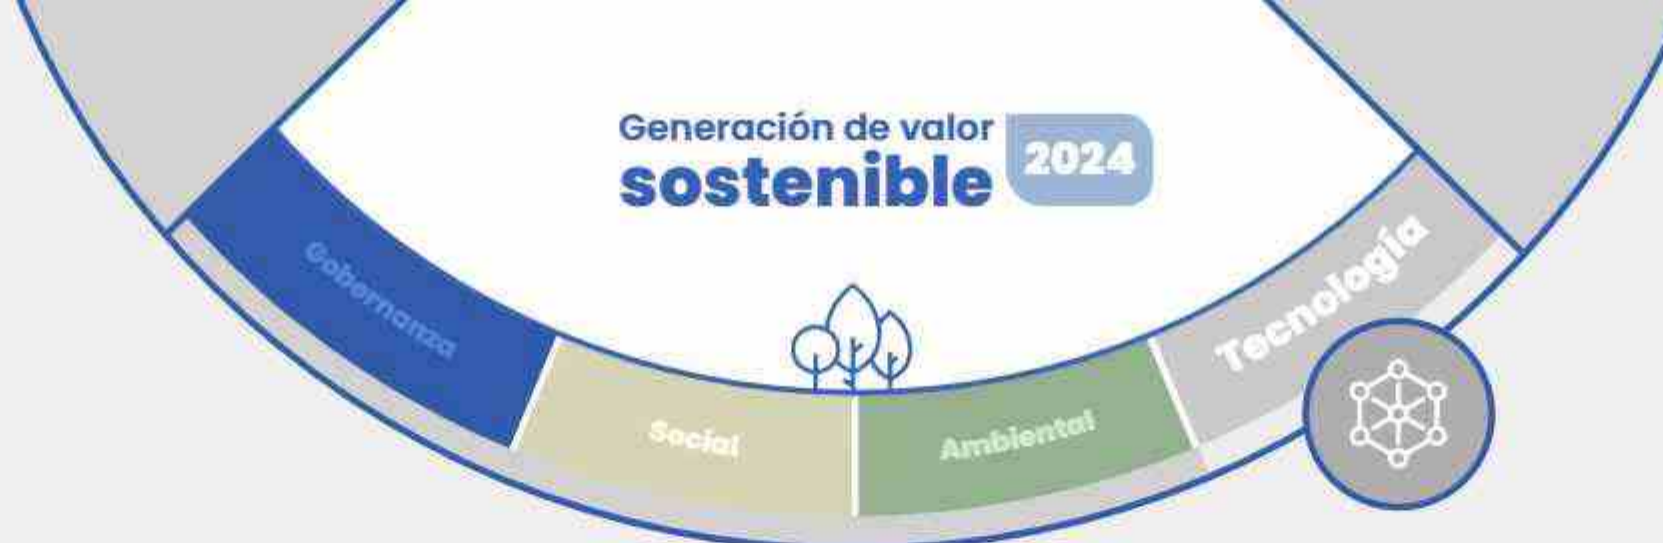 Generación de valor
sostenible
2024
Gobernanza
Social
Ambiental
Tecnología